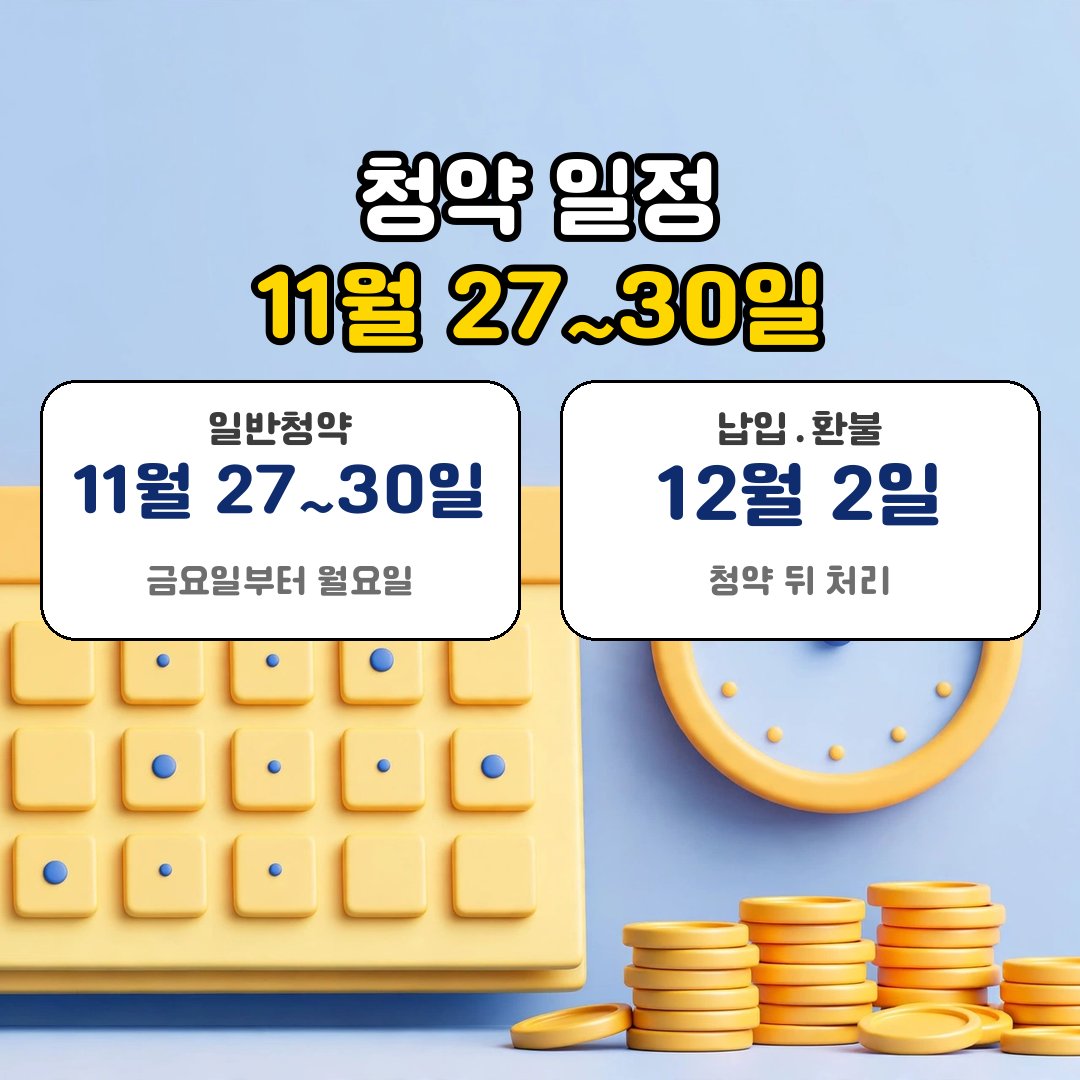 청약 일정
11월 27~30일
일반청약
11월 27~30일
금요일부터 월요일
납입.환불
12월 2일
청약 뒤 처리